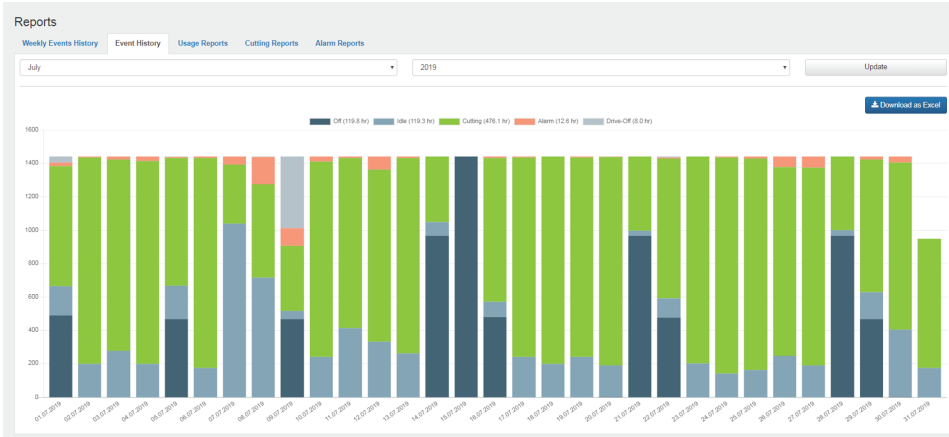 Reports
Weekly Events History Event History Usage Reports Cutting Reports Alarm Reports
July 2019 Update
Download as Excel
Off (119.8 hr) Idle (119.3 hr) Cutting (476.1 hr) Alarm (12.6 hr) Drive-Off (8.0 hr)
1600
1400
1200
1000
800
600
400
200
0
01.07.2019 02.07.2019 03.07.2019 04.07.2019 05.07.2019 06.07.2019 07.07.2019 08.07.2019 09.07.2019 10.07.2019 11.07.2019 12.07.2019 13.07.2019 14.07.2019 15.07.2019 16.07.2019 17.07.2019 18.07.2019 19.07.2019 20.07.2019 21.07.2019 22.07.2019 23.07.2019 24.07.2019 25.07.2019 26.07.2019 27.07.2019 28.07.2019 29.07.2019 30.07.2019 31.07.2019